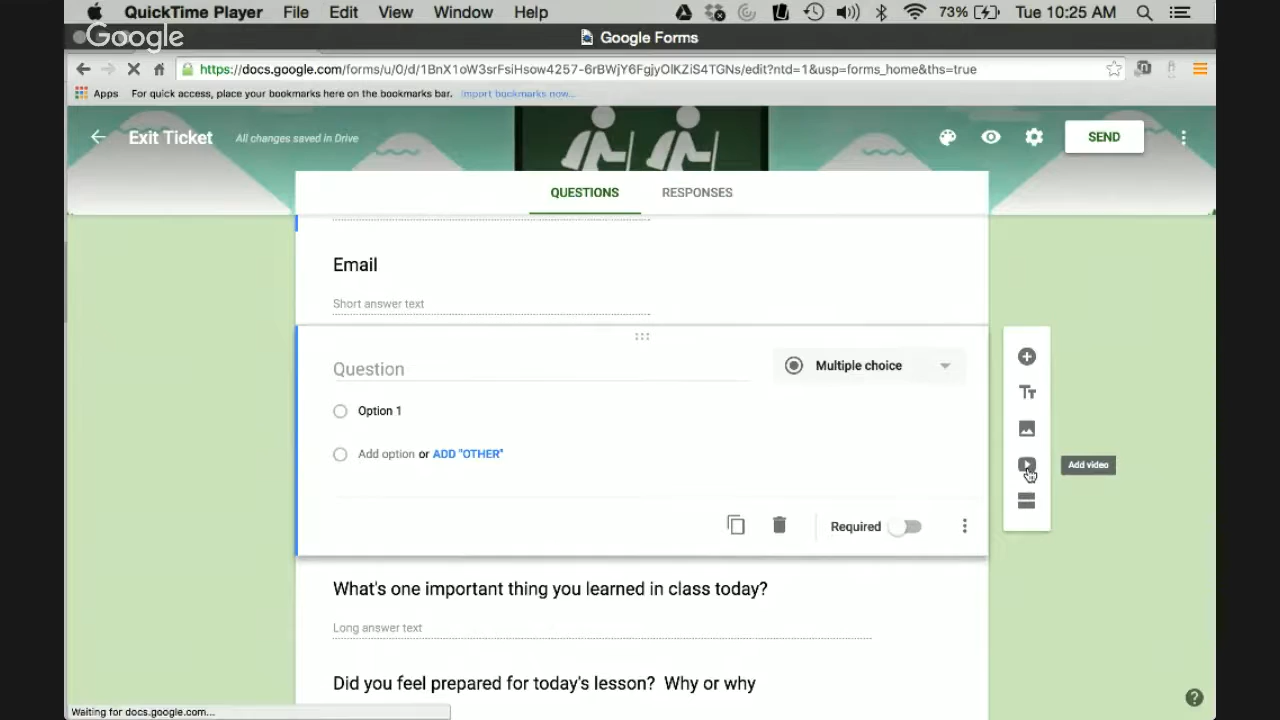 QuickTime Player File Edit View Window Help 73% Tue 10:25 AM
Google
Google Forms
https://docs.google.com/forms/u/0/d/1BnX1oW3srFsiHsow4257-6rBWjY6FgjyOlKZiS4TGNs/edit?ntd=1&usp=forms_home&ths=true
Apps For quick access, place your bookmarks here on the bookmarks bar. Import bookmarks now...
Exit Ticket All changes saved in Drive SEND
QUESTIONS RESPONSES
Email
Short answer text
Question Multiple choice
Option 1
Add option or ADD "OTHER"
Add video
Required
What's one important thing you learned in class today?
Long answer text
Did you feel prepared for today's lesson? Why or why
Waiting for docs.google.com...